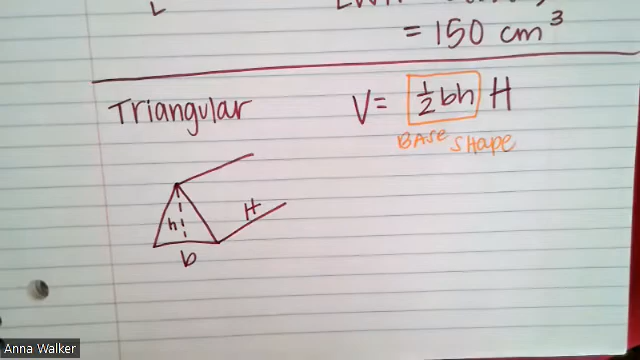 = 150 cm³
Triangular V = ½bh H
BASE SHAPE
h
H
b
Anna Walker